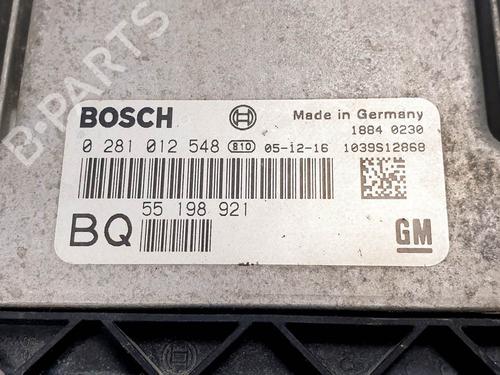 B-PARTS
BOSCH Made in Germany
1884 0230
0 281 012 548 810 05-12-16 1039S12868
55 198 921
BQ
GM